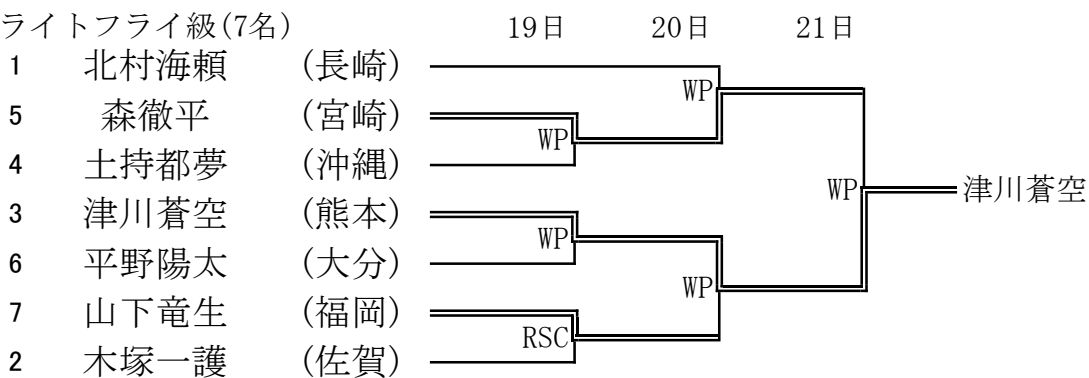 ライトフライ級(7名) 19日 20日 21日
1 北村海頼 (長崎)
WP
5 森徹平 (宮崎)
WP
4 土持都夢 (沖縄)
WP 津川蒼空
3 津川蒼空 (熊本)
WP
6 平野陽太 (大分)
WP
7 山下竜生 (福岡)
RSC
2 木塚一護 (佐賀)